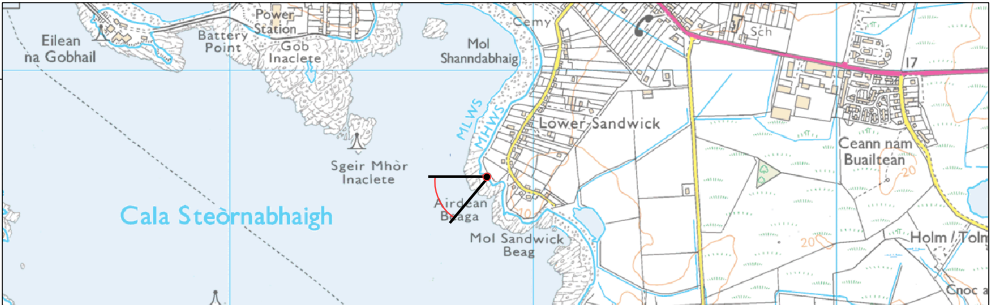 Eilean
na Gobhail
Battery
Point
Power
Station
Gob
Inaclete
Cemy
Mol
Shanndabhaig
Sch
17
MLWS
MHWS
Lower Sandwick
Ceann nam
Buailtean
20
Sgeir Mhòr
Inaclete
Cala Steòrnabhaigh
Airdean
Beaga
10
Mol Sandwick
Beag
20
Holm / Tolm
Cnoc a